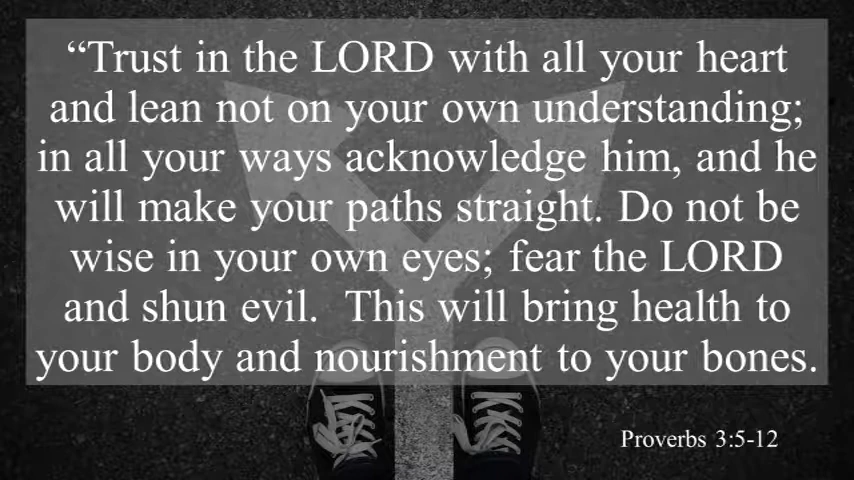 “Trust in the LORD with all your heart
and lean not on your own understanding;
in all your ways acknowledge him, and he
will make your paths straight. Do not be
wise in your own eyes; fear the LORD
and shun evil.  This will bring health to
your body and nourishment to your bones.
Proverbs 3:5-12